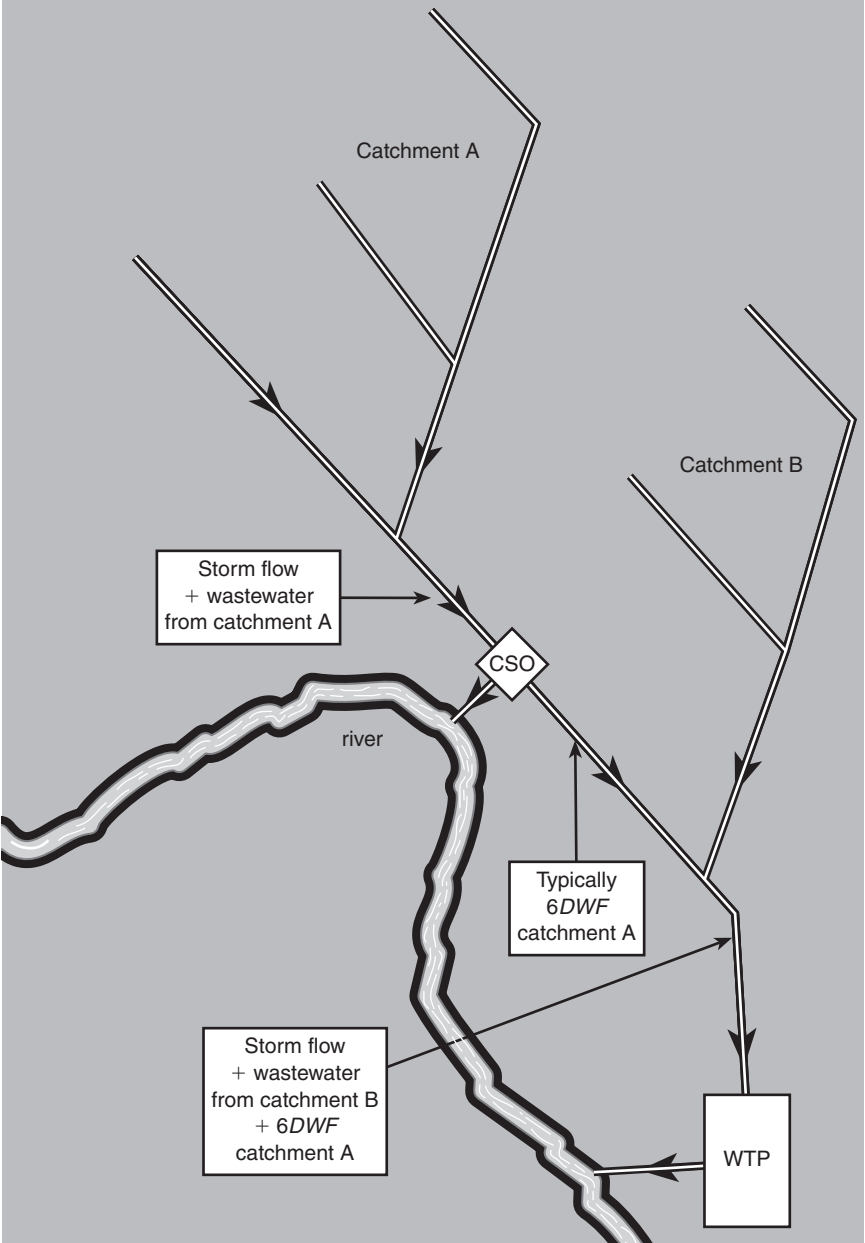 Catchment A
Catchment B
Storm flow
+ wastewater
from catchment A
CSO
river
Typically
6DWF
catchment A
Storm flow
+ wastewater
from catchment B
+ 6DWF
catchment A
WTP